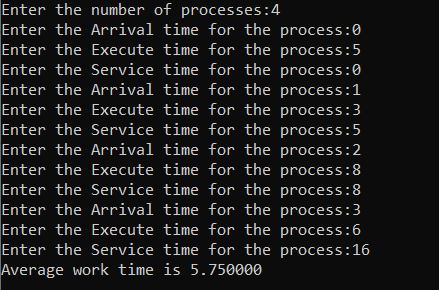 Enter the number of processes:4
Enter the Arrival time for the process:0
Enter the Execute time for the process:5
Enter the Service time for the process:0
Enter the Arrival time for the process:1
Enter the Execute time for the process:3
Enter the Service time for the process:5
Enter the Arrival time for the process:2
Enter the Execute time for the process:8
Enter the Service time for the process:8
Enter the Arrival time for the process:3
Enter the Execute time for the process:6
Enter the Service time for the process:16
Average work time is 5.750000